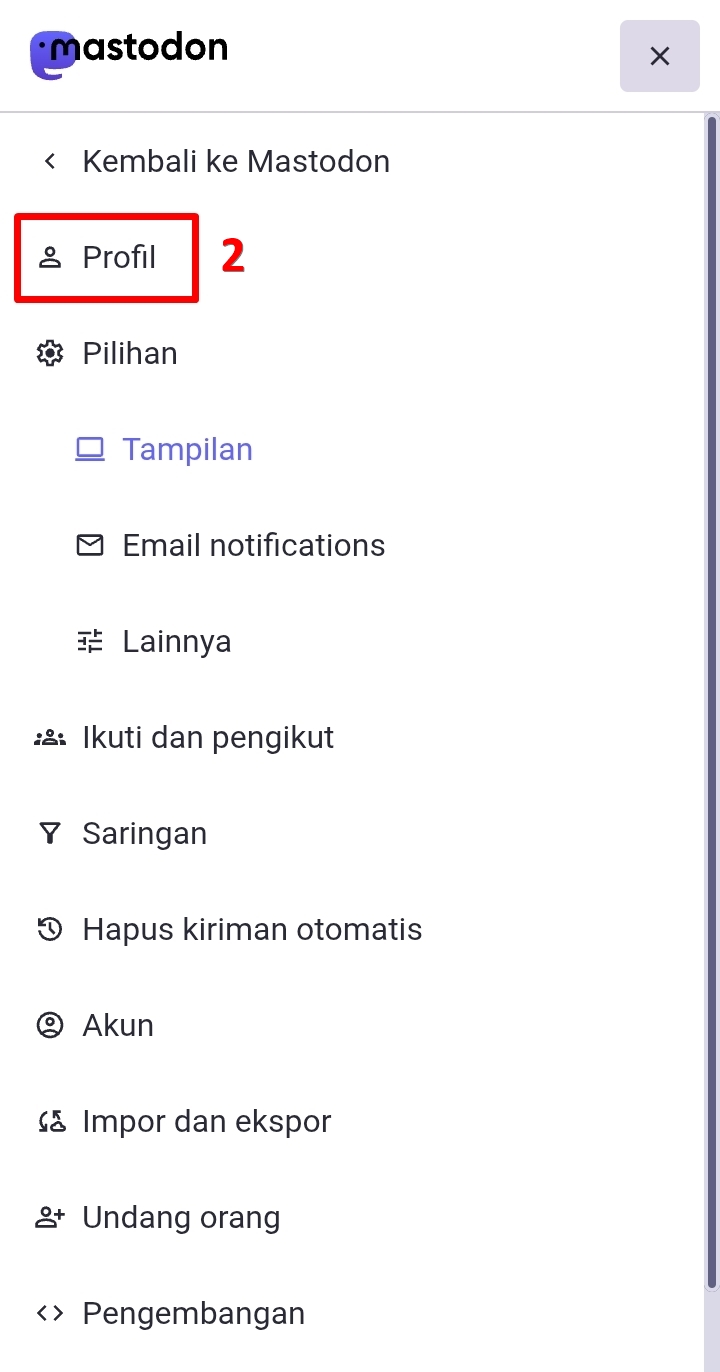 mastodon
Kembali ke Mastodon
Profil 2
Pilihan
Tampilan
Email notifications
Lainnya
Ikuti dan pengikut
Saringan
Hapus kiriman otomatis
Akun
Impor dan ekspor
Undang orang
Pengembangan